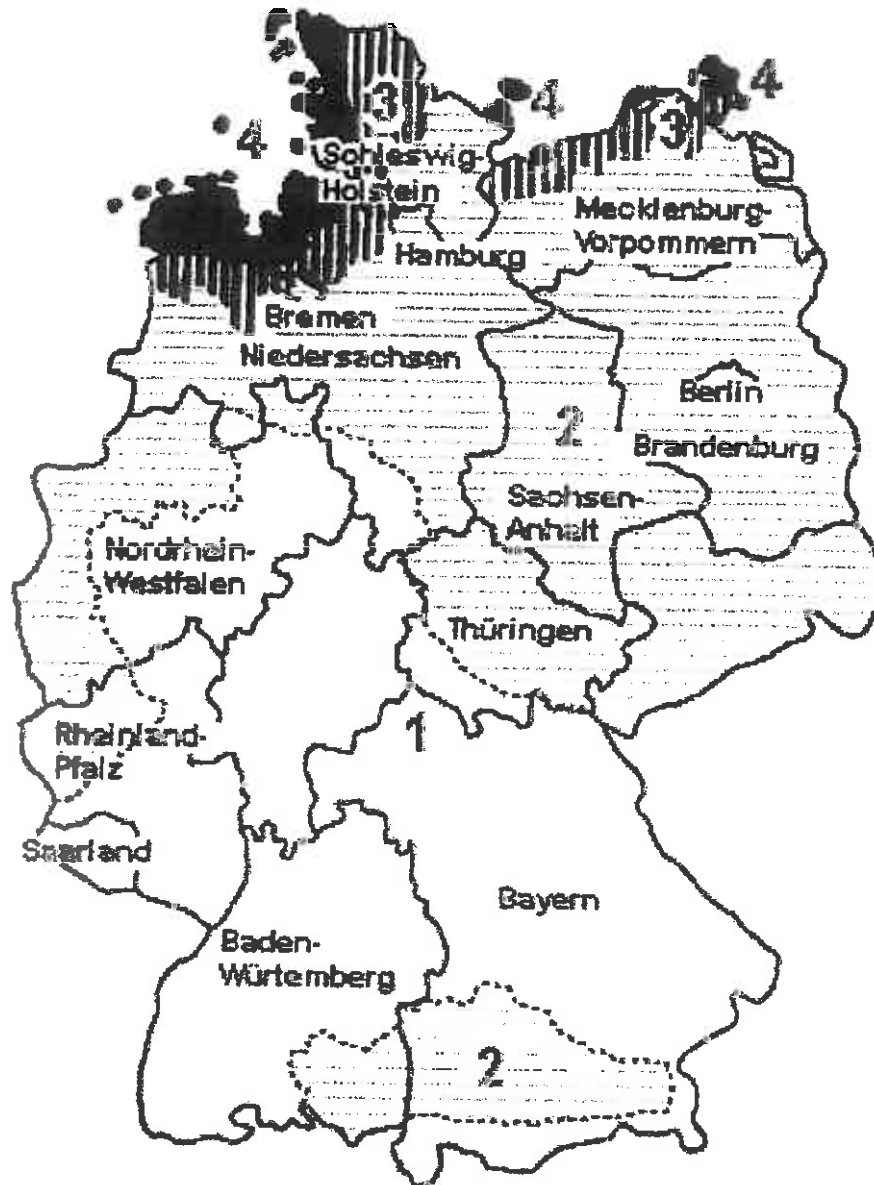 4
3
4
4
4
3
Schleswig-
Holstein
Mecklenburg-
Vorpommern
Hamburg
Bremen
Niedersachsen
Berlin
2
Brandenburg
Sachsen-
Anhalt
Nordrhein-
Westfalen
Thüringen
Rheinland-
Pfalz
1
Saarland
Bayern
Baden-
Würtemberg
2